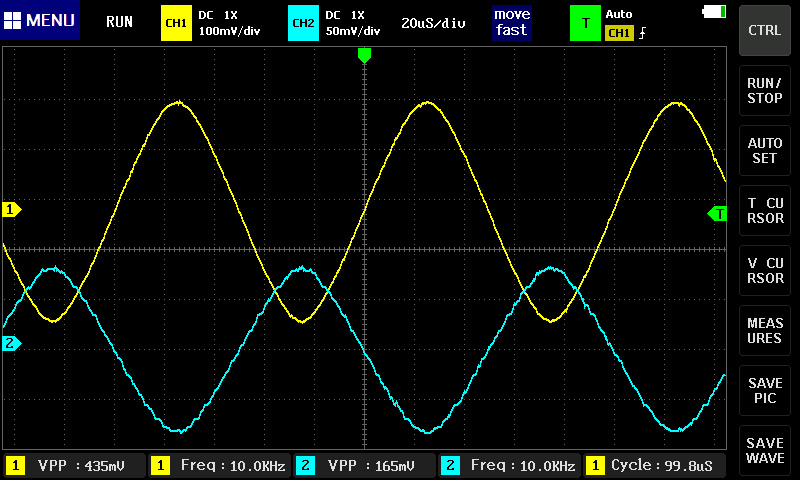 MENU
RUN
CH1
DC 1X
100mV/div
CH2
DC 1X
50mV/div
20uS/div
move
fast
T
Auto
CH1
CTRL
RUN/
STOP
AUTO
SET
T CU
RSOR
V CU
RSOR
MEAS
URES
SAVE
PIC
SAVE
WAVE
1
T
2
1 VPP : 435mV
1 Freq : 10.0KHz
2 VPP : 165mV
2 Freq : 10.0KHz
1 Cycle : 99.8uS